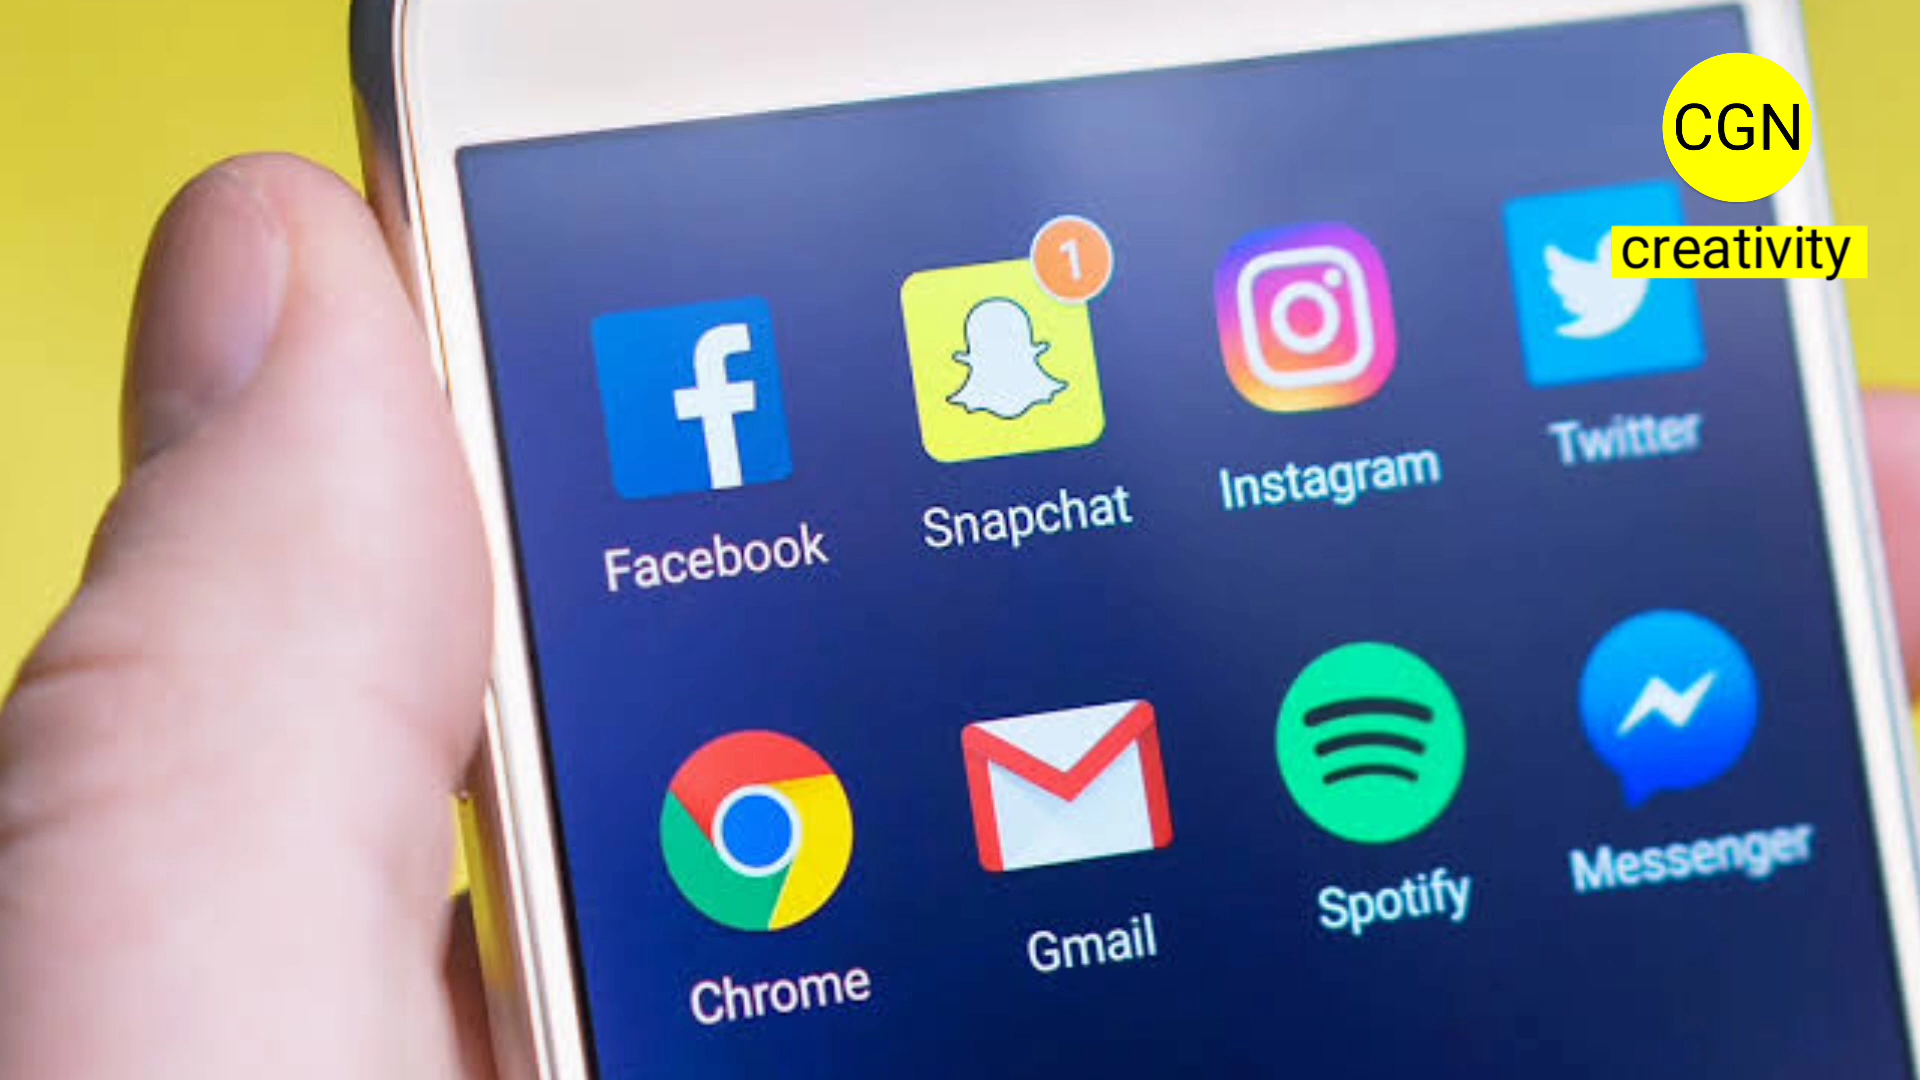 CGN
creativity
1
Facebook
Snapchat
Instagram
Twitter
Chrome
Gmail
Spotify
Messenger